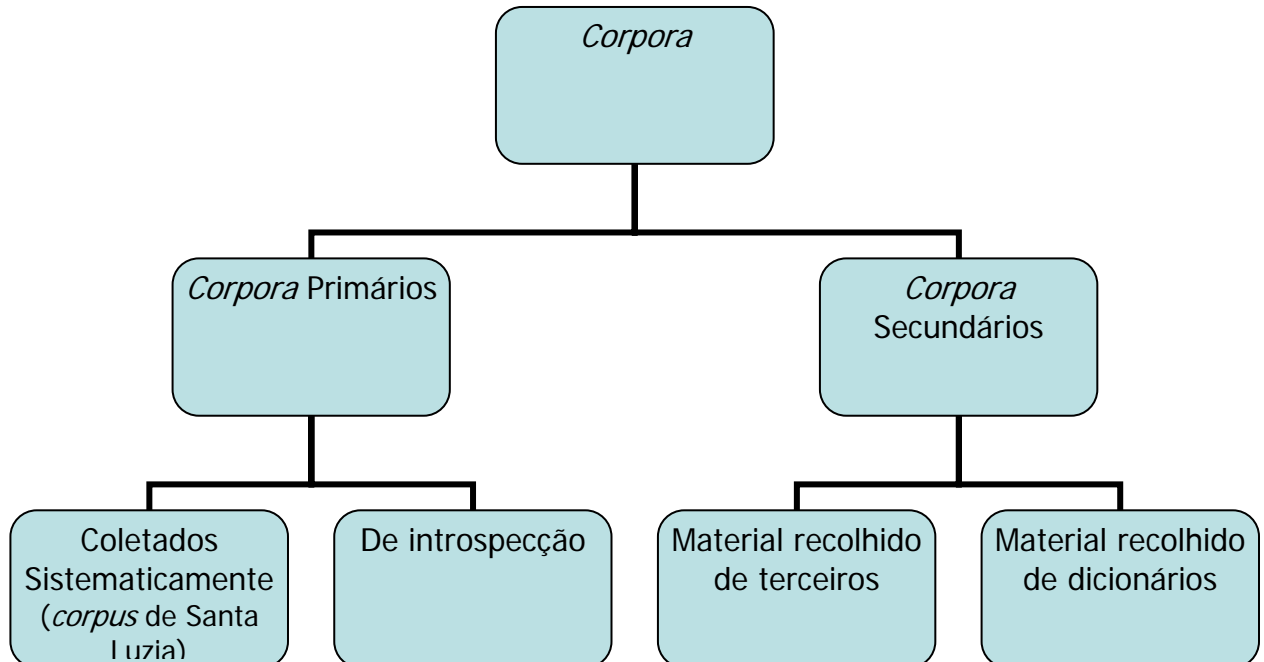 Corpora
Corpora Primários
Corpora
Secundários
Coletados
Sistematicamente
(corpus de Santa
Luzia)
De introspecção
Material recolhido
de terceiros
Material recolhido
de dicionários